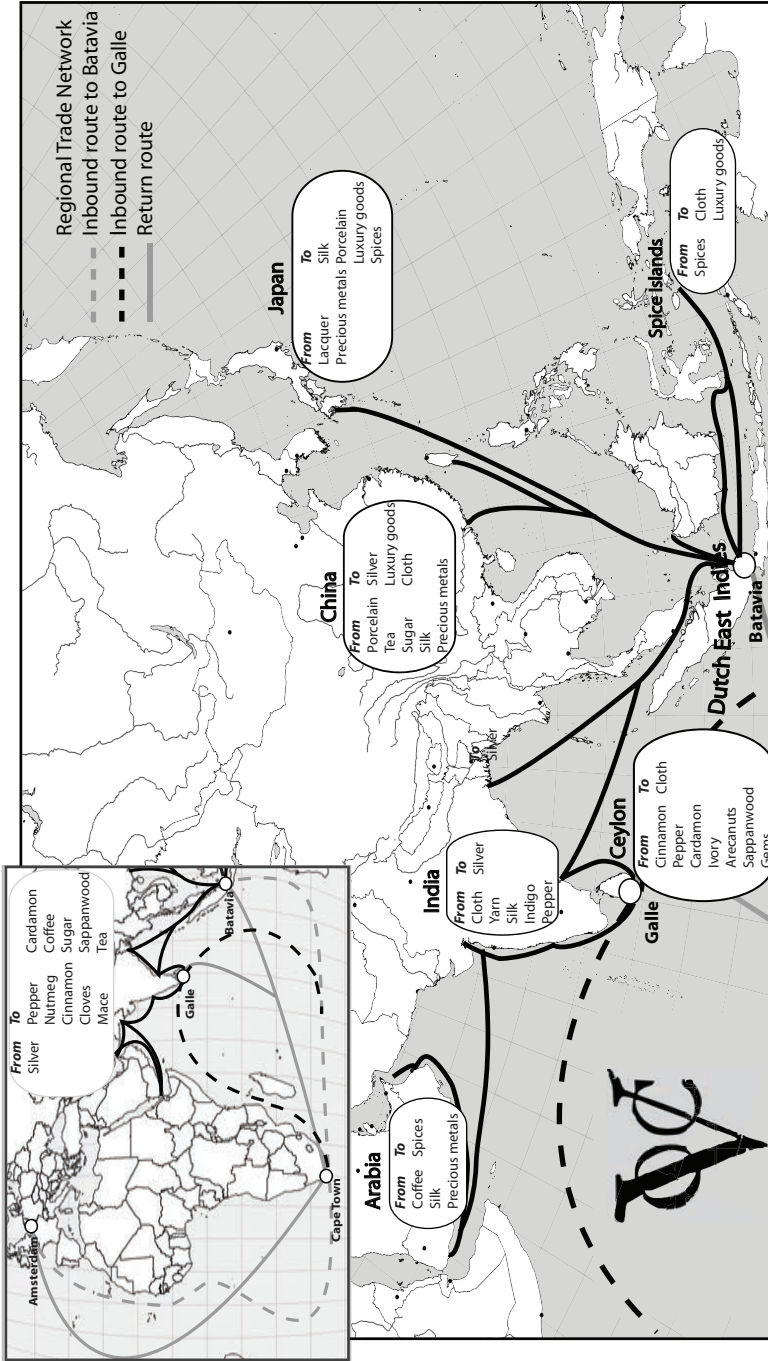 Regional Trade Network
Inbound route to Batavia
Inbound route to Galle
Return route
Amsterdam
Cape Town
Galle
Batavia
From To
Silver Pepper Cardamon
Nutmeg Coffee
Cinnamon Sugar
Cloves Sappanwood
Mace Tea
Arabia
From To
Coffee Spices
Silk
Precious metals
India
From To
Cloth Silver
Yarn
Silk
Indigo
Pepper
To
Silver
Ceylon
Galle
From To
Cinnamon Cloth
Pepper
Cardamon
Ivory
Arecanuts
Sappanwood
Gems
China
From To
Porcelain Silver
Tea Luxury goods
Sugar Cloth
Silk
Precious metals
Japan
From To
Lacquer Silk
Precious metals Porcelain
Luxury goods
Spices
Spice Islands
From To
Spices Cloth
Luxury goods
Dutch East Indies
Batavia
VOC